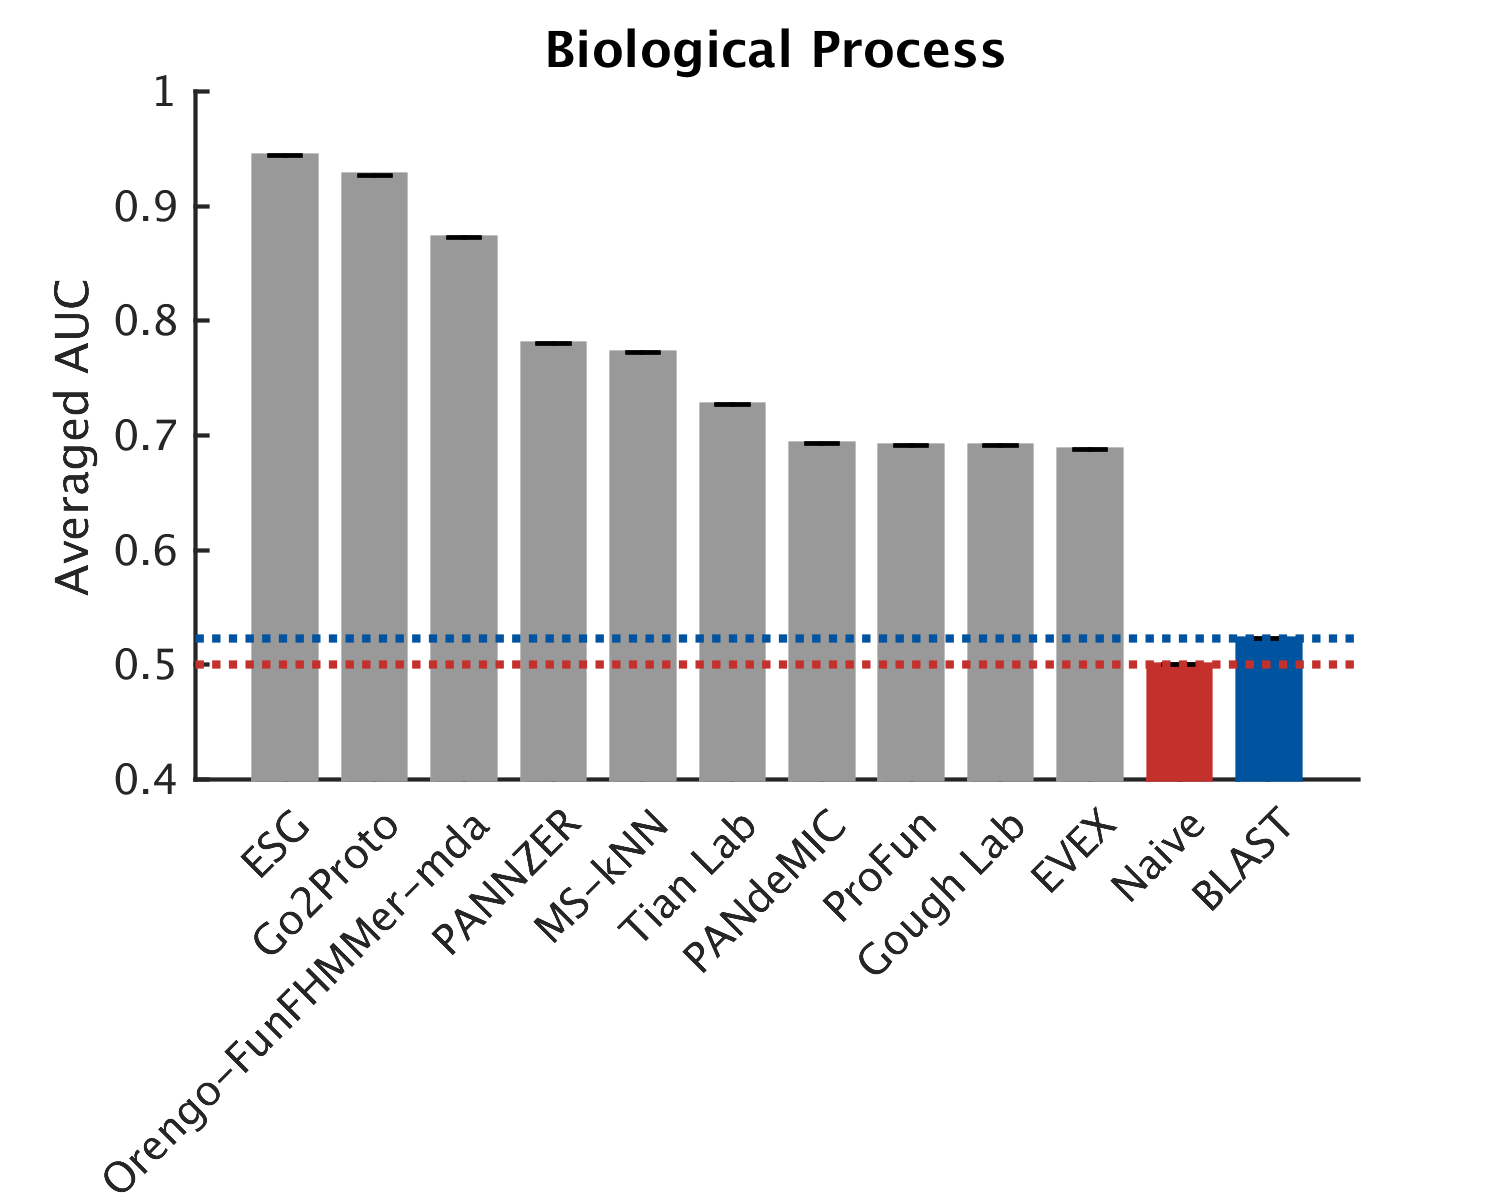 Biological Process
Averaged AUC
1
0.9
0.8
0.7
0.6
0.5
0.4
ESG
Go2Proto
Orengo-FunFHMMer-mda
PANNZER
MS-kNN
Tian Lab
PANdeMIC
ProFun
Gough Lab
EVEX
Naive
BLAST